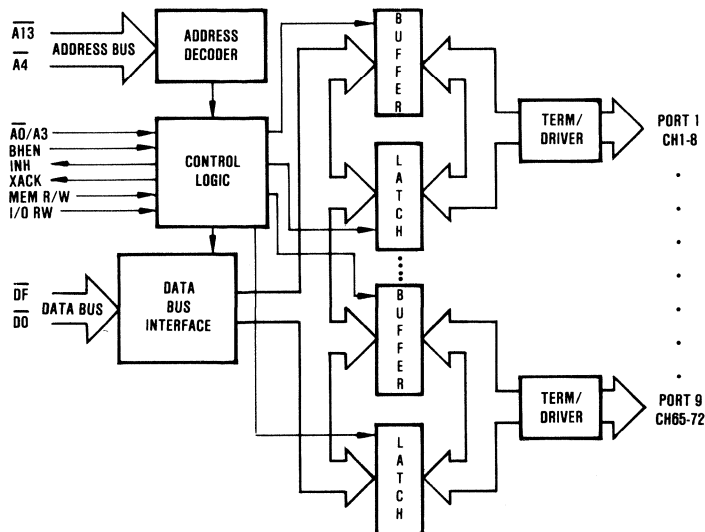 A13
ADDRESS BUS
A4
ADDRESS
DECODER
A0/A3
BHEN
INH
XACK
MEM R/W
I/O RW
CONTROL
LOGIC
DF
DATA BUS
D0
DATA
BUS
INTERFACE
BUFFER
LATCH
BUFFER
LATCH
TERM/
DRIVER
PORT 1
CH1-8
TERM/
DRIVER
PORT 9
CH65-72